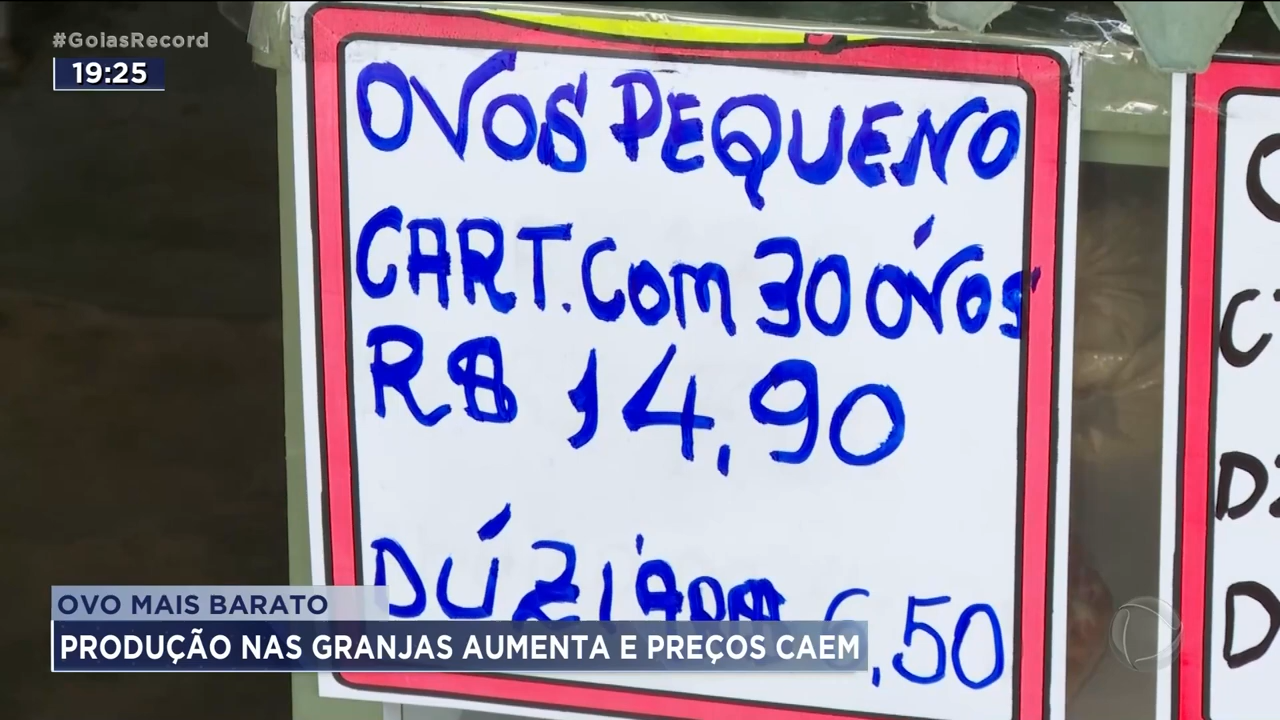 #GoiasRecord
19:25
OVOS PEQUENO
CART. COM 30 ÓVOS
R$ 14,90
DÚZIA 6,50
OVO MAIS BARATO
PRODUÇÃO NAS GRANJAS AUMENTA E PREÇOS CAEM